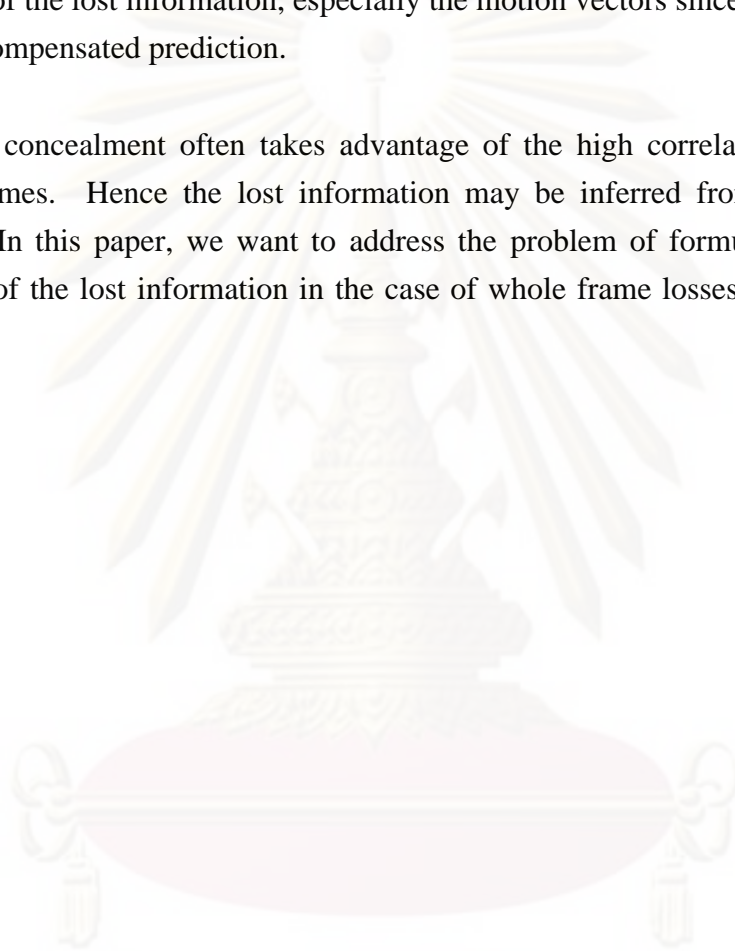 of the lost information, especially the motion vectors since
ompensated prediction.
concealment often takes advantage of the high correla
mes. Hence the lost information may be inferred from
In this paper, we want to address the problem of formu
of the lost information in the case of whole frame losses